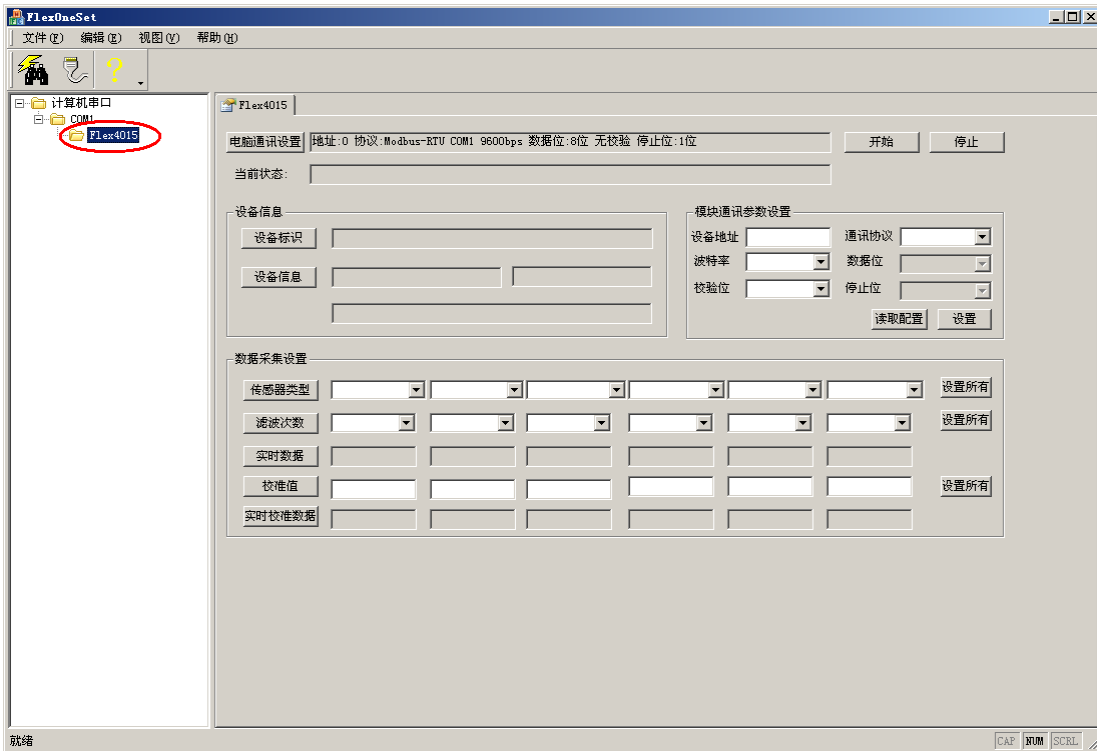 FlexOneSet
文件(F) 编辑(E) 视图(V) 帮助(H)
计算机串口
COM1
Flex4015
Flex4015
电脑通讯设置 地址:0 协议:Modbus-RTU COM1 9600bps 数据位:8位 无校验 停止位:1位 开始 停止
当前状态:
设备信息
设备标识
设备信息
模块通讯参数设置
设备地址 通讯协议
波特率 数据位
校验位 停止位
读取配置 设置
数据采集设置
传感器类型 设置所有
滤波次数 设置所有
实时数据
校准值 设置所有
实时校准数据
就绪 CAP NUM SCRL